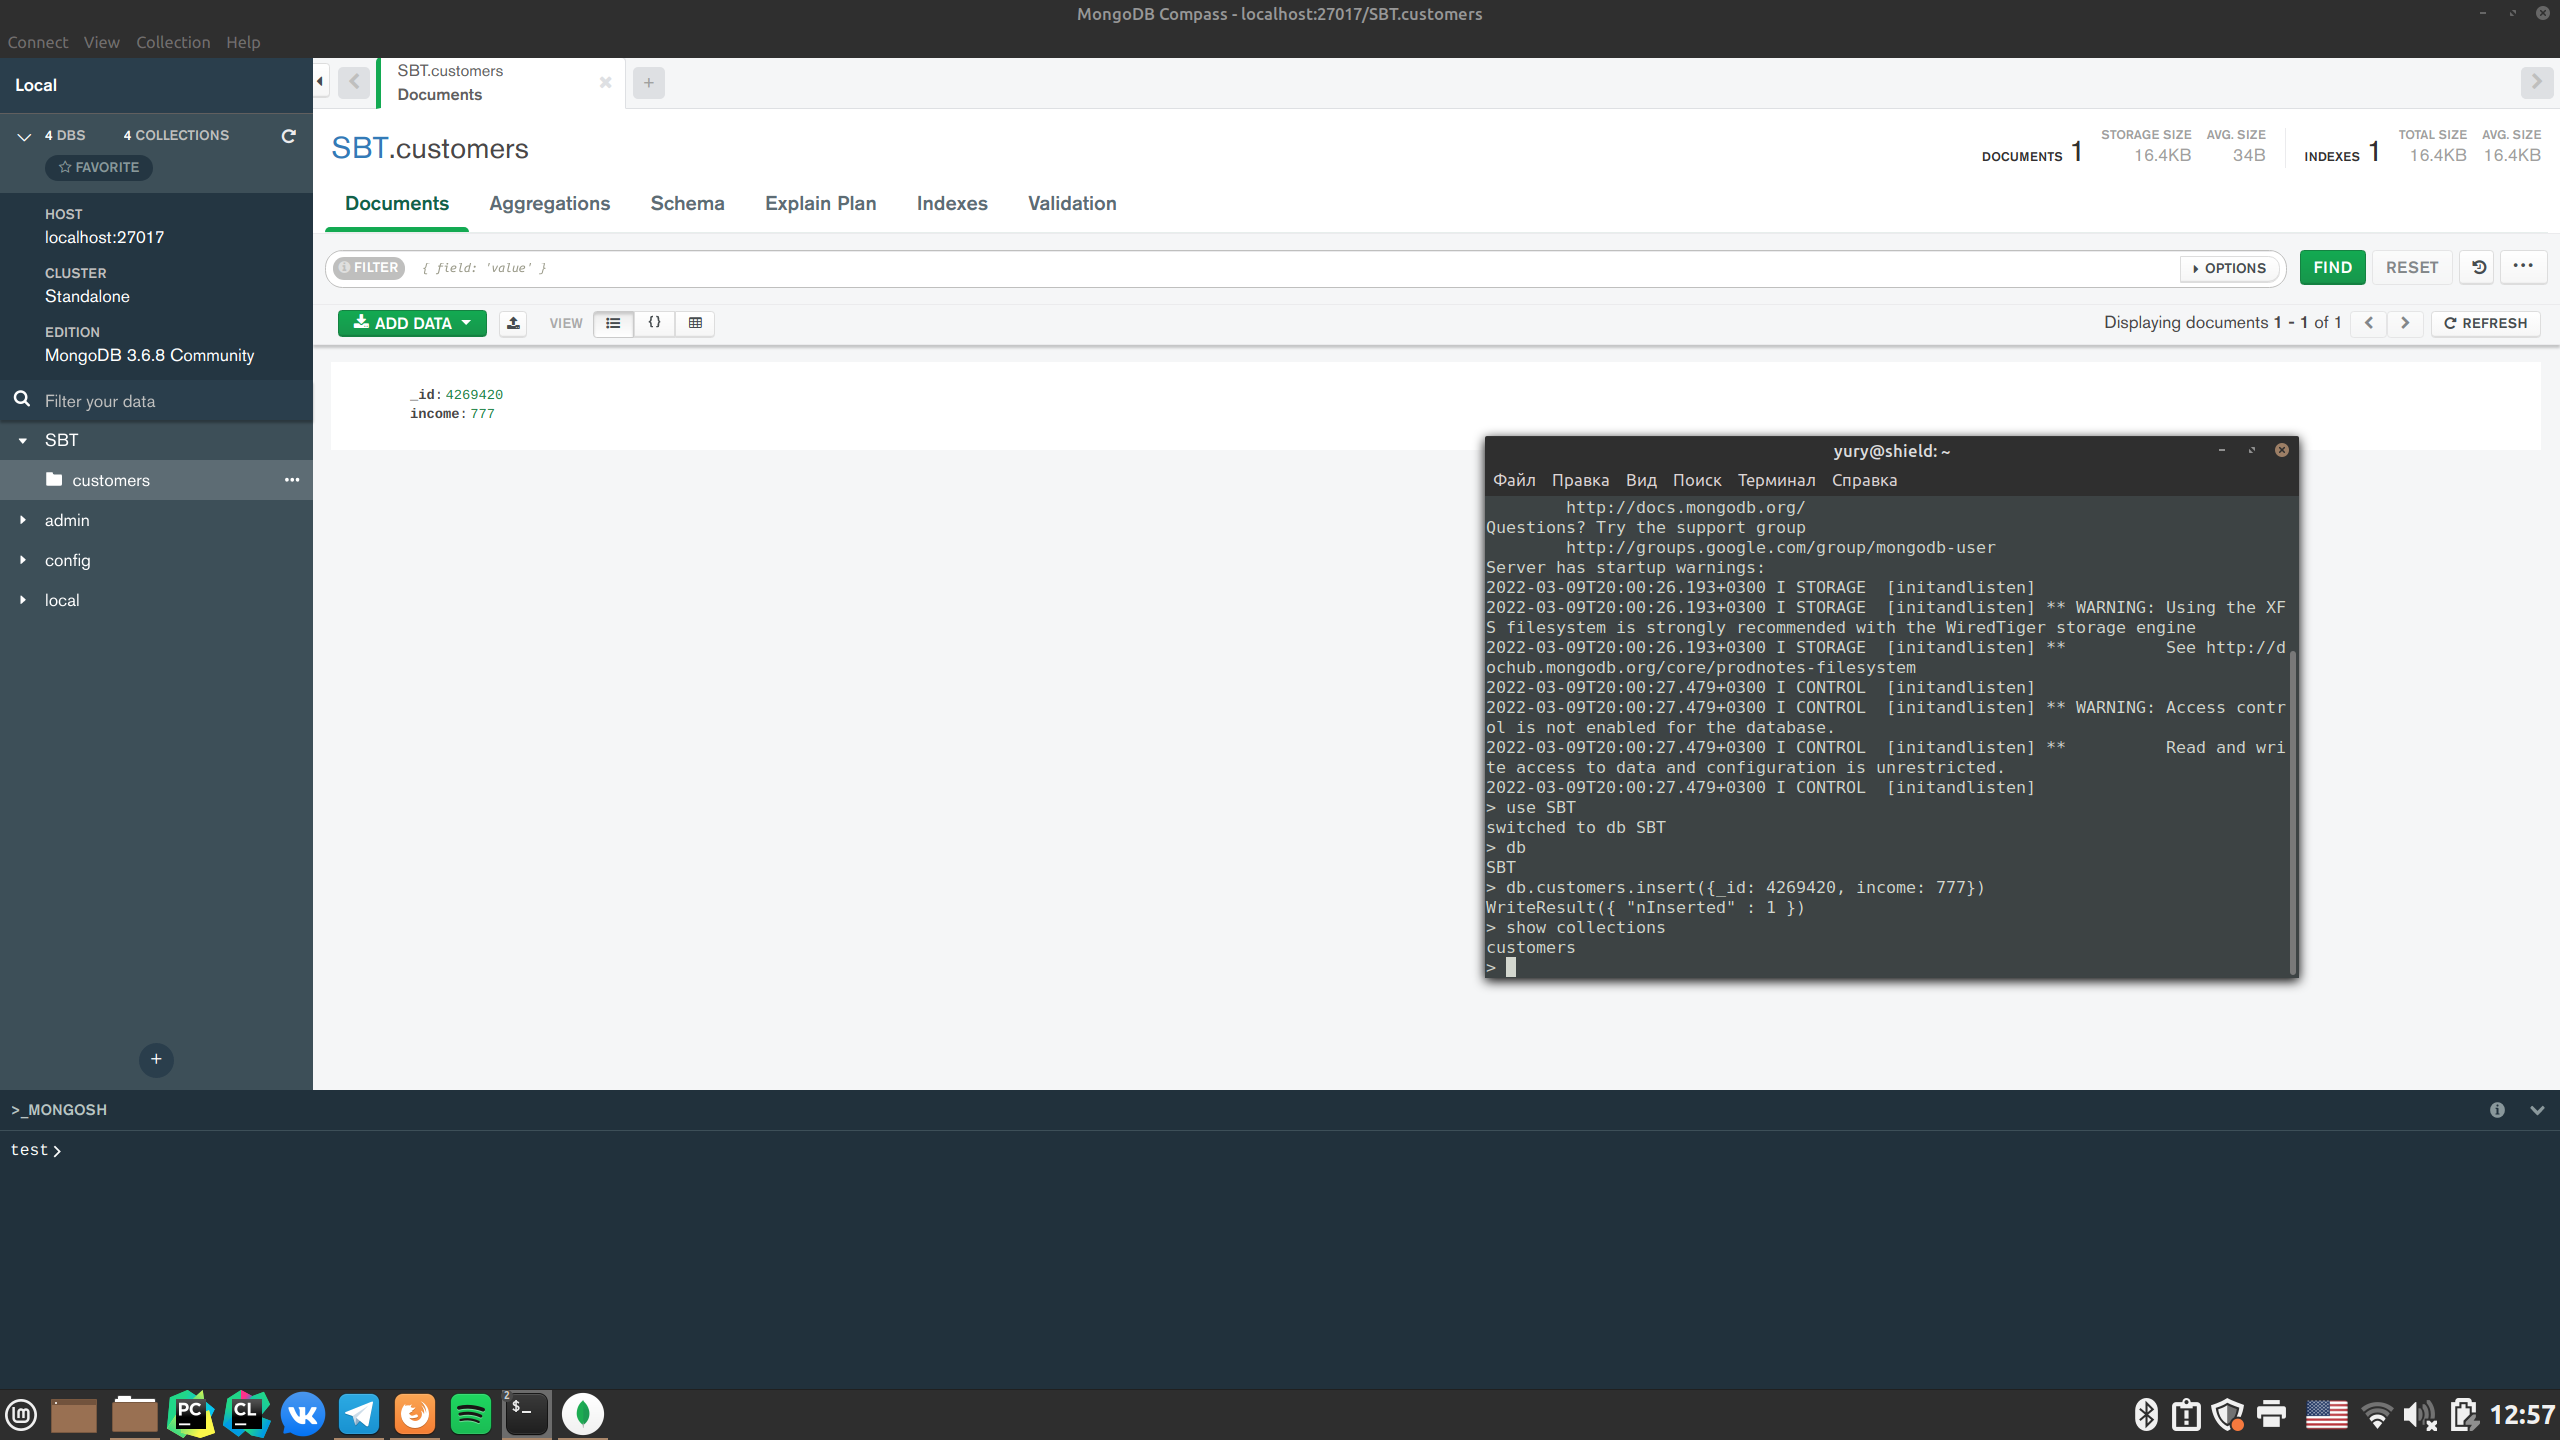 MongoDB Compass - localhost:27017/SBT.customers
Connect View Collection Help
Local
4 DBS 4 COLLECTIONS
FAVORITE
HOST
localhost:27017
CLUSTER
Standalone
EDITION
MongoDB 3.6.8 Community
Filter your data
SBT
customers
admin
config
local
SBT.customers
Documents
SBT.customers
DOCUMENTS 1
STORAGE SIZE
16.4KB
AVG. SIZE
34B
INDEXES 1
TOTAL SIZE
16.4KB
AVG. SIZE
16.4KB
Documents Aggregations Schema Explain Plan Indexes Validation
FILTER { field: 'value' } OPTIONS FIND RESET
ADD DATA VIEW {} Displaying documents 1 - 1 of 1 REFRESH
_id: 4269420
income: 777
yury@shield: ~
Файл Правка Вид Поиск Терминал Справка
http://docs.mongodb.org/
Questions? Try the support group
http://groups.google.com/group/mongodb-user
Server has startup warnings:
2022-03-09T20:00:26.193+0300 I STORAGE  [initandlisten]
2022-03-09T20:00:26.193+0300 I STORAGE  [initandlisten] ** WARNING: Using the XF
S filesystem is strongly recommended with the WiredTiger storage engine
2022-03-09T20:00:26.193+0300 I STORAGE  [initandlisten] **          See http://d
ochub.mongodb.org/core/prodnotes-filesystem
2022-03-09T20:00:27.479+0300 I CONTROL  [initandlisten]
2022-03-09T20:00:27.479+0300 I CONTROL  [initandlisten] ** WARNING: Access contr
ol is not enabled for the database.
2022-03-09T20:00:27.479+0300 I CONTROL  [initandlisten] **          Read and wri
te access to data and configuration is unrestricted.
2022-03-09T20:00:27.479+0300 I CONTROL  [initandlisten]
> use SBT
switched to db SBT
> db
SBT
> db.customers.insert({_id: 4269420, income: 777})
WriteResult({ "nInserted" : 1 })
> show collections
customers
>
>_MONGOSH
test>
PC CL 2 $_ 12:57